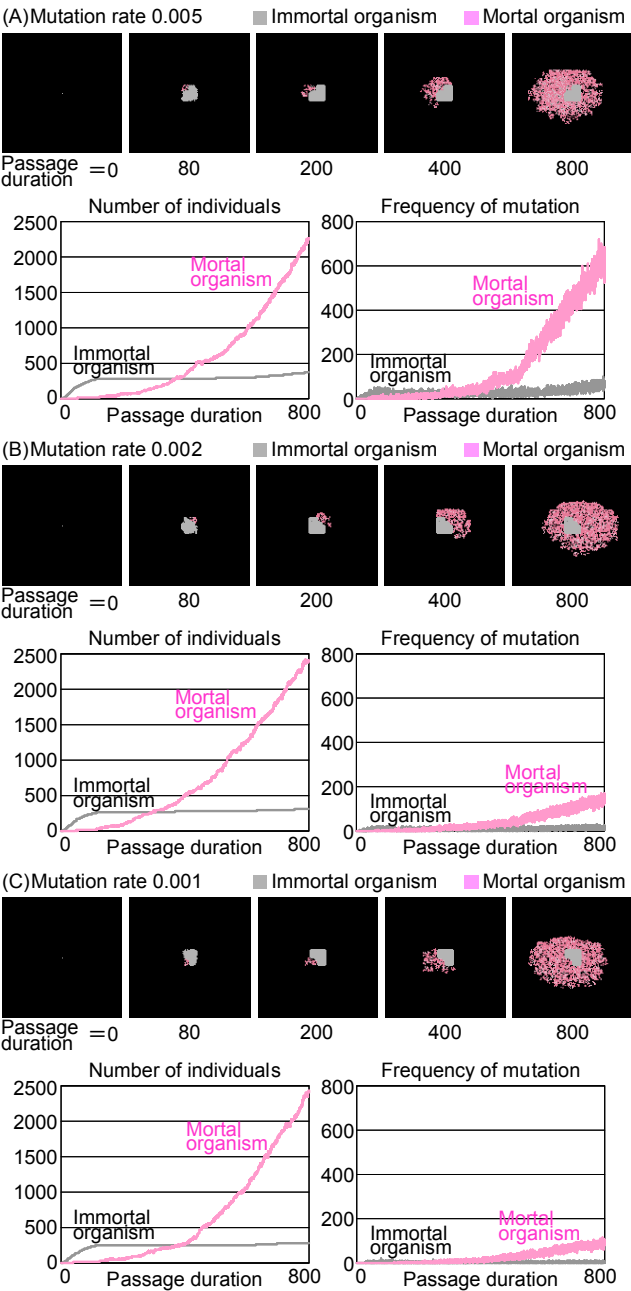 (A)Mutation rate 0.005 Immortal organism Mortal organism
Passage duration =0 80 200 400 800
Number of individuals
2500
2000
1500
1000
500
0
Mortal organism
Immortal organism
0 Passage duration 800
Frequency of mutation
800
600
400
200
0
Mortal organism
Immortal organism
0 Passage duration 800
(B)Mutation rate 0.002 Immortal organism Mortal organism
Passage duration =0 80 200 400 800
Number of individuals
2500
2000
1500
1000
500
0
Mortal organism
Immortal organism
0 Passage duration 800
Frequency of mutation
800
600
400
200
0
Mortal organism
Immortal organism
0 Passage duration 800
(C)Mutation rate 0.001 Immortal organism Mortal organism
Passage duration =0 80 200 400 800
Number of individuals
2500
2000
1500
1000
500
0
Mortal organism
Immortal organism
0 Passage duration 800
Frequency of mutation
800
600
400
200
0
Mortal organism
Immortal organism
0 Passage duration 800